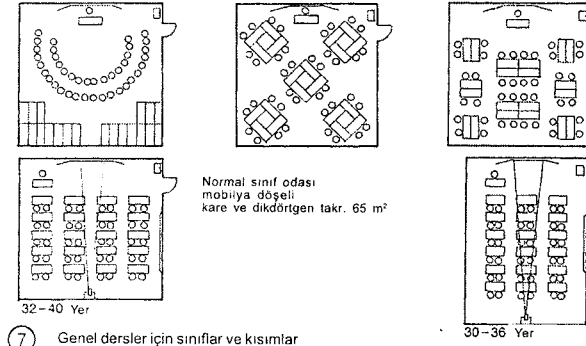 Normal sınıf odası
mobilya döşeli
kare ve dikdörtgen takr. 65 m²
32–40 Yer
30–36 Yer
7 Genel dersler için sınıflar ve kısımlar